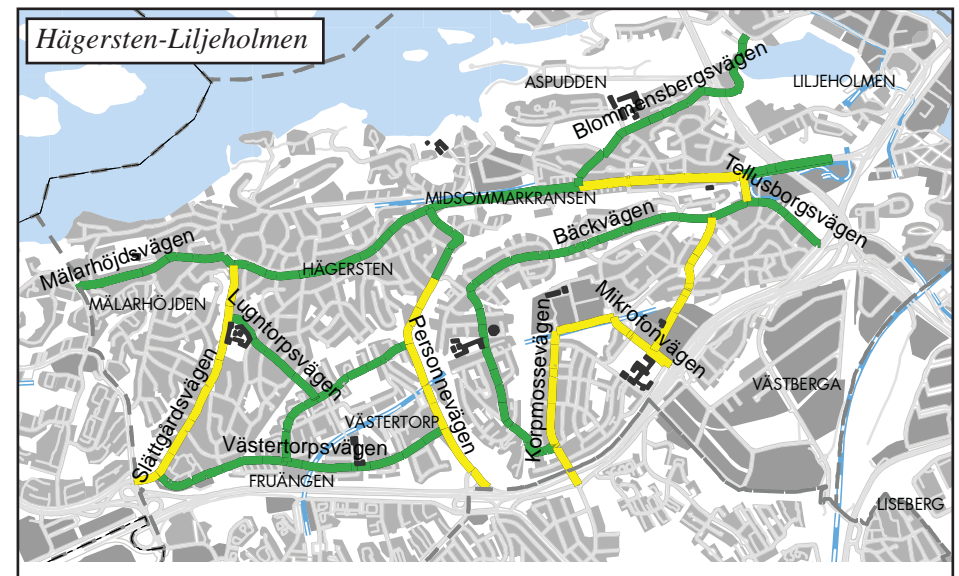 Hägersten-Liljeholmen
ASPUDDEN
LILJEHOLMEN
Blommensbergsvägen
Tellusborgsvägen
MIDSOMMARKRANSEN
Bäckvägen
Mälarhöjdsvägen
HÄGERSTEN
MÄLARHÖJDEN
Lugntorpsvägen
Mikrofonvägen
Personnevägen
Korpmossevägen
Slättgårdsvägen
VÄSTBERGA
VÄSTERTORP
Västertorpsvägen
FRUÄNGEN
LISEBERG